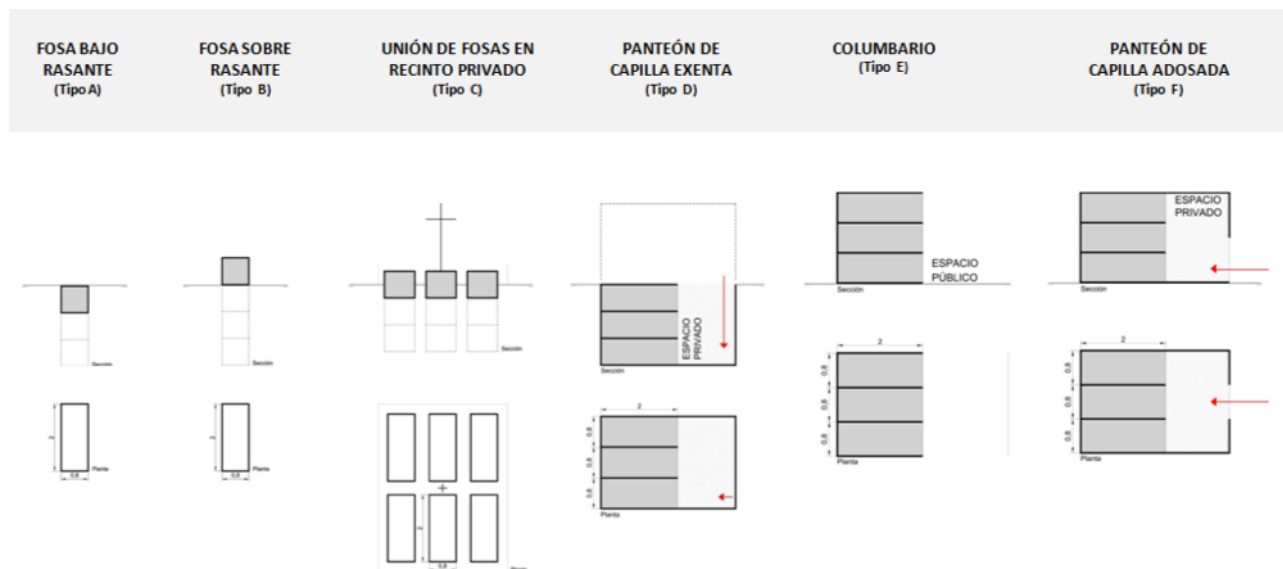 FOSA BAJO
RASANTE
(Tipo A)
FOSA SOBRE
RASANTE
(Tipo B)
UNIÓN DE FOSAS EN
RECINTO PRIVADO
(Tipo C)
PANTEÓN DE
CAPILLA EXENTA
(Tipo D)
COLUMBARIO
(Tipo E)
PANTEÓN DE
CAPILLA ADOSADA
(Tipo F)
Sección
2
0,8
Planta
Sección
2
0,8
Planta
Sección
2
0,8
ESPACIO
PRIVADO
Sección
2
0,8
0,8
0,8
Planta
ESPACIO
PÚBLICO
Sección
2
0,8
0,8
0,8
Planta
ESPACIO
PRIVADO
Sección
2
0,8
0,8
0,8
Planta